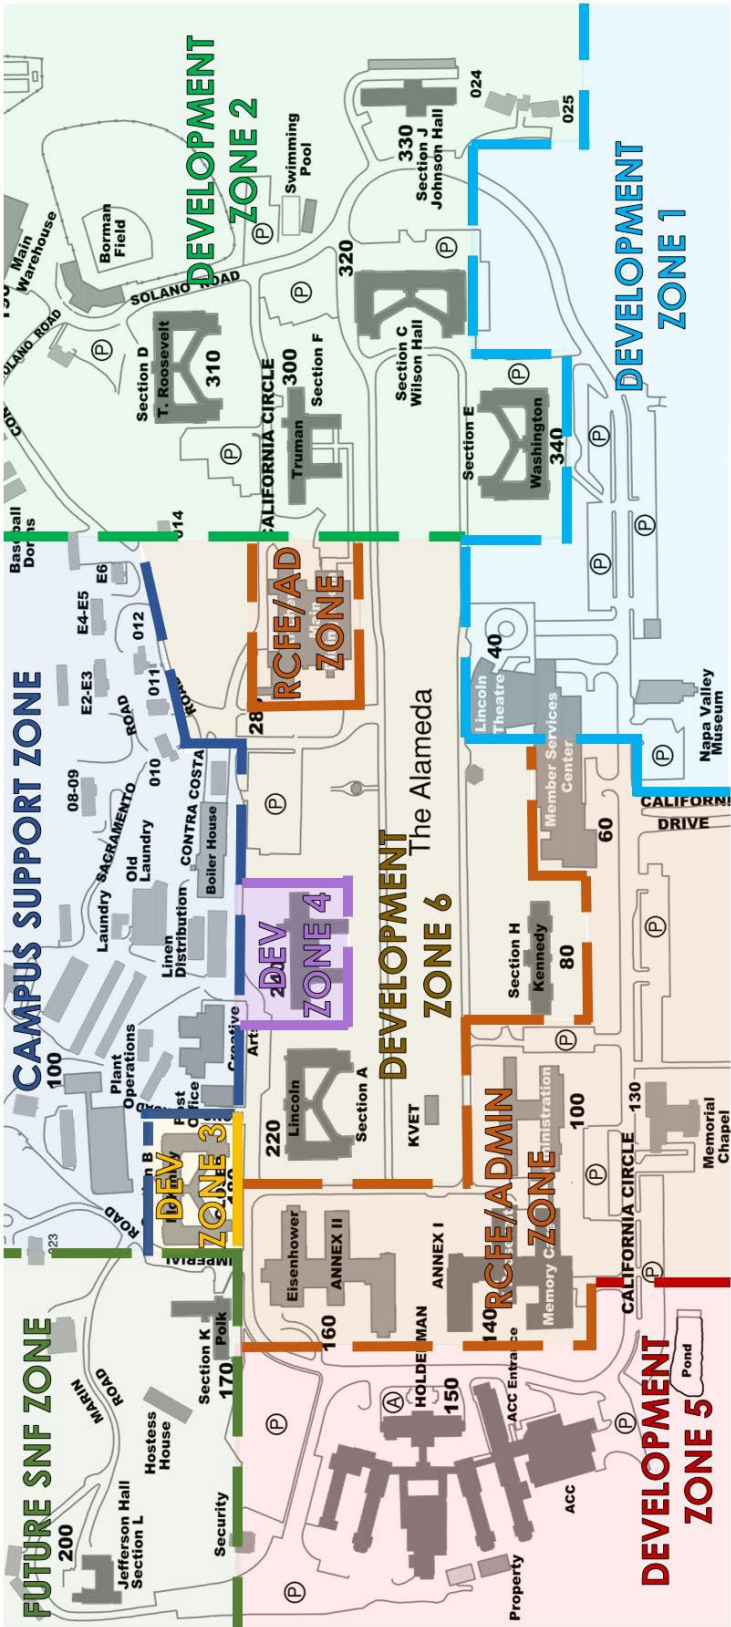 FUTURE SNF ZONE
200
Jefferson Hall
Section L
MARIN
ROAD
Hostess
House
Section K
Polk
170
Security
CAMPUS SUPPORT ZONE
100
Plant
Operations
Post
Office
Creative
Arts
Laundry
Old
Laundry
Linen
Distribution
SACRAMENTO
ROAD
08-09
CONTRA COSTA
ROAD
Boiler House
010
011
012
E2-E3
E4-E5
E6
ROAD
IMPERIAL
DEV
ZONE 3
DEV
ZONE 4
220
Lincoln
Section A
KVET
DEVELOPMENT
ZONE 6
The Alameda
P
RCFE/AD
ZONE
Baseball
Dorms
014
DEVELOPMENT
ZONE 2
Main
Warehouse
SOLANO ROAD
Borman
Field
SOLANO ROAD
Swimming
Pool
P
P
P
P
P
Section D
T. Roosevelt
310
CALIFORNIA CIRCLE
300
Section F
Truman
320
Section C
Wilson Hall
330
Section J
Johnson Hall
024
025
Section E
Washington
340
P
DEVELOPMENT
ZONE 1
P
P
P
40
Lincoln
Theatre
Member Services
Center
60
P
Napa Valley
Museum
CALIFORNIA
DRIVE
Section H
Kennedy
80
P
P
RCFE/ADMIN
ZONE
100
130
P
Memorial
Chapel
CALIFORNIA CIRCLE
P
Eisenhower
ANNEX II
160
ANNEX I
140
P
A
HOLDERMAN
150
ACC Entrance
ACC
P
Property
P
Pond
DEVELOPMENT
ZONE 5